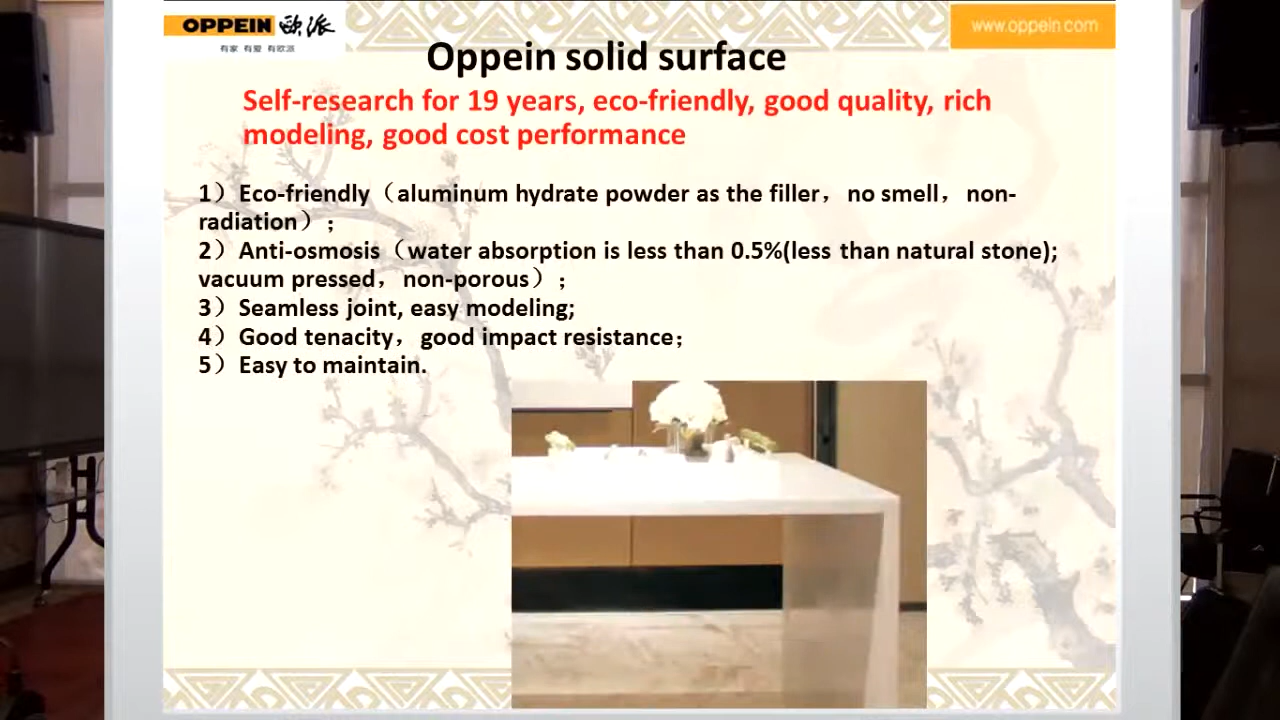 OPPEIN 欧派
有家 有爱 有欧派
www.oppein.com
Oppein solid surface
Self-research for 19 years, eco-friendly, good quality, rich
modeling, good cost performance
1）Eco-friendly（aluminum hydrate powder as the filler，no smell，non-
radiation）；
2）Anti-osmosis（water absorption is less than 0.5%(less than natural stone);
vacuum pressed，non-porous）；
3）Seamless joint, easy modeling;
4）Good tenacity，good impact resistance；
5）Easy to maintain.